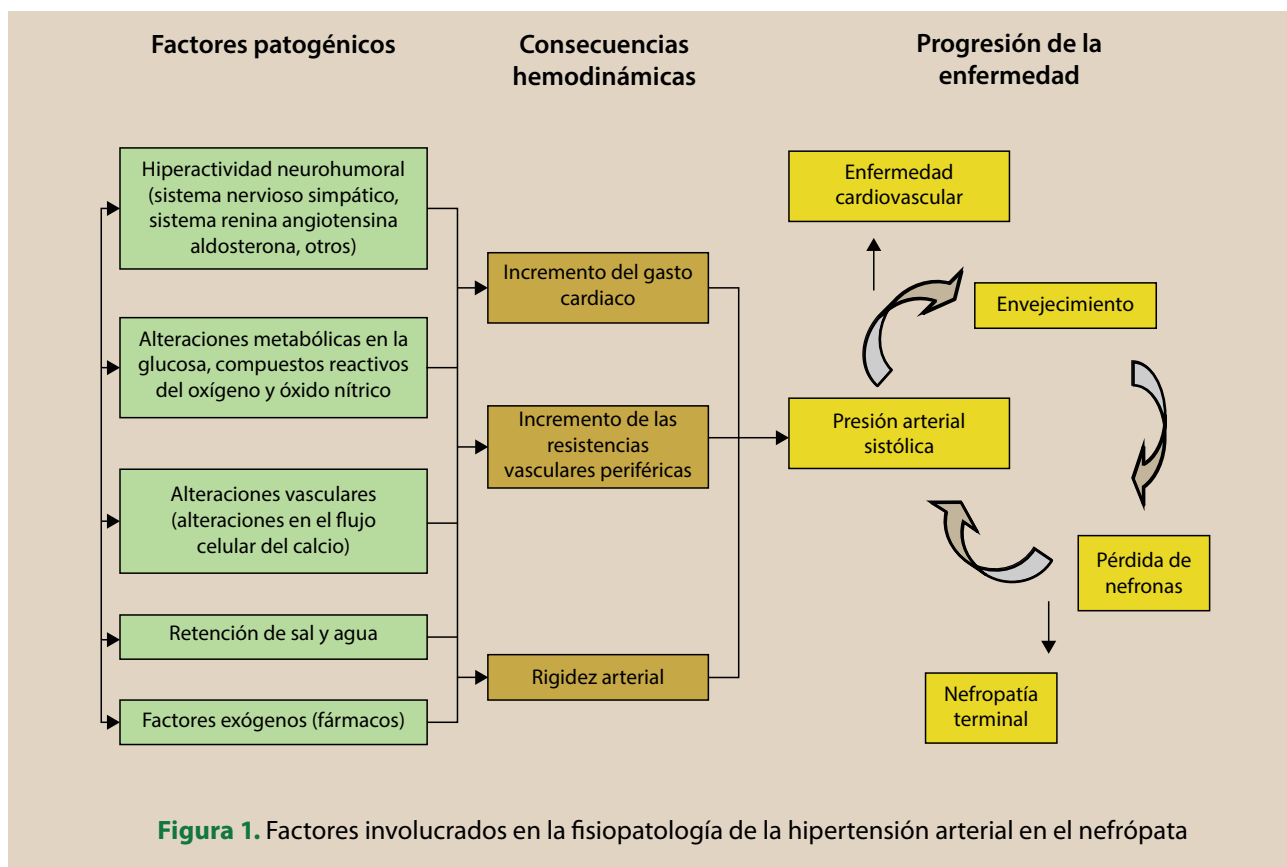 Factores patogénicos
Consecuencias
hemodinámicas
Progresión de la
enfermedad
Hiperactividad neurohumoral
(sistema nervioso simpático,
sistema renina angiotensina
aldosterona, otros)
Alteraciones metabólicas en la
glucosa, compuestos reactivos
del oxígeno y óxido nítrico
Alteraciones vasculares
(alteraciones en el flujo
celular del calcio)
Retención de sal y agua
Factores exógenos (fármacos)
Incremento del gasto
cardiaco
Incremento de las
resistencias
vasculares periféricas
Rigidez arterial
Enfermedad
cardiovascular
Envejecimiento
Presión arterial
sistólica
Pérdida de
nefronas
Nefropatía
terminal
Figura 1. Factores involucrados en la fisiopatología de la hipertensión arterial en el nefrópata